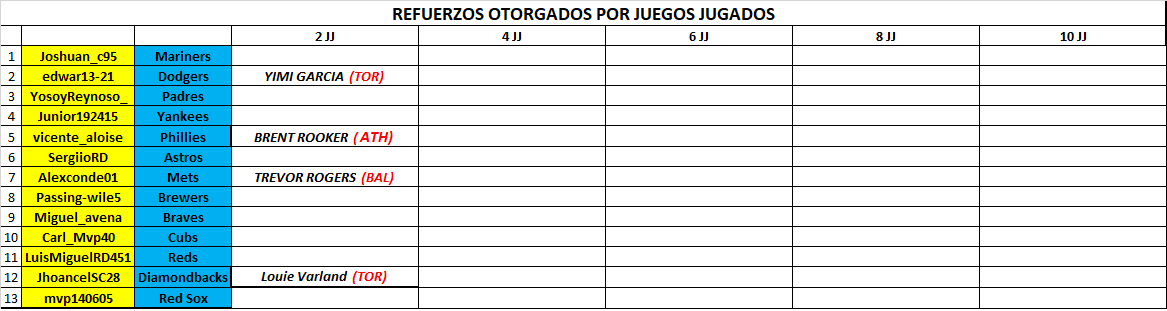 REFUERZOS OTORGADOS POR JUEGOS JUGADOS
2 JJ 4 JJ 6 JJ 8 JJ 10 JJ
1 Joshuan_c95 Mariners
2 edwar13-21 Dodgers YIMI GARCIA (TOR)
3 YosoyReynoso_ Padres
4 Junior192415 Yankees
5 vicente_aloise Phillies BRENT ROOKER (ATH)
6 SergiioRD Astros
7 Alexconde01 Mets TREVOR ROGERS (BAL)
8 Passing-wile5 Brewers
9 Miguel_avena Braves
10 Carl_Mvp40 Cubs
11 LuisMiguelRD451 Reds
12 JhoancelSC28 Diamondbacks Louie Varland (TOR)
13 mvp140605 Red Sox